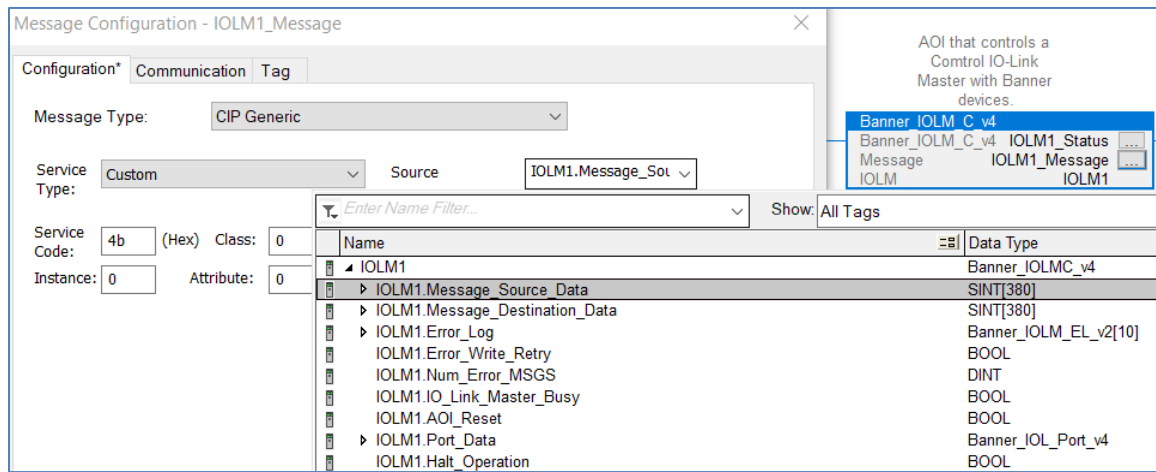 Message Configuration - IOLM1_Message
Configuration* Communication Tag
Message Type: CIP Generic
Service Type: Custom Source IOLM1.Message_Sou
Service Code: 4b (Hex) Class: 0
Instance: 0 Attribute: 0
AOI that controls a
Comtrol IO-Link
Master with Banner
devices.
Banner_IOLM_C_v4
Banner_IOLM_C_v4 IOLM1_Status ...
Message IOLM1_Message ...
IOLM IOLM1
Enter Name Filter... Show: All Tags
Name Data Type
IOLM1 Banner_IOLMC_v4
IOLM1.Message_Source_Data SINT[380]
IOLM1.Message_Destination_Data SINT[380]
IOLM1.Error_Log Banner_IOLM_EL_v2[10]
IOLM1.Error_Write_Retry BOOL
IOLM1.Num_Error_MSGS DINT
IOLM1.IO_Link_Master_Busy BOOL
IOLM1.AOI_Reset BOOL
IOLM1.Port_Data Banner_IOL_Port_v4
IOLM1.Halt_Operation BOOL